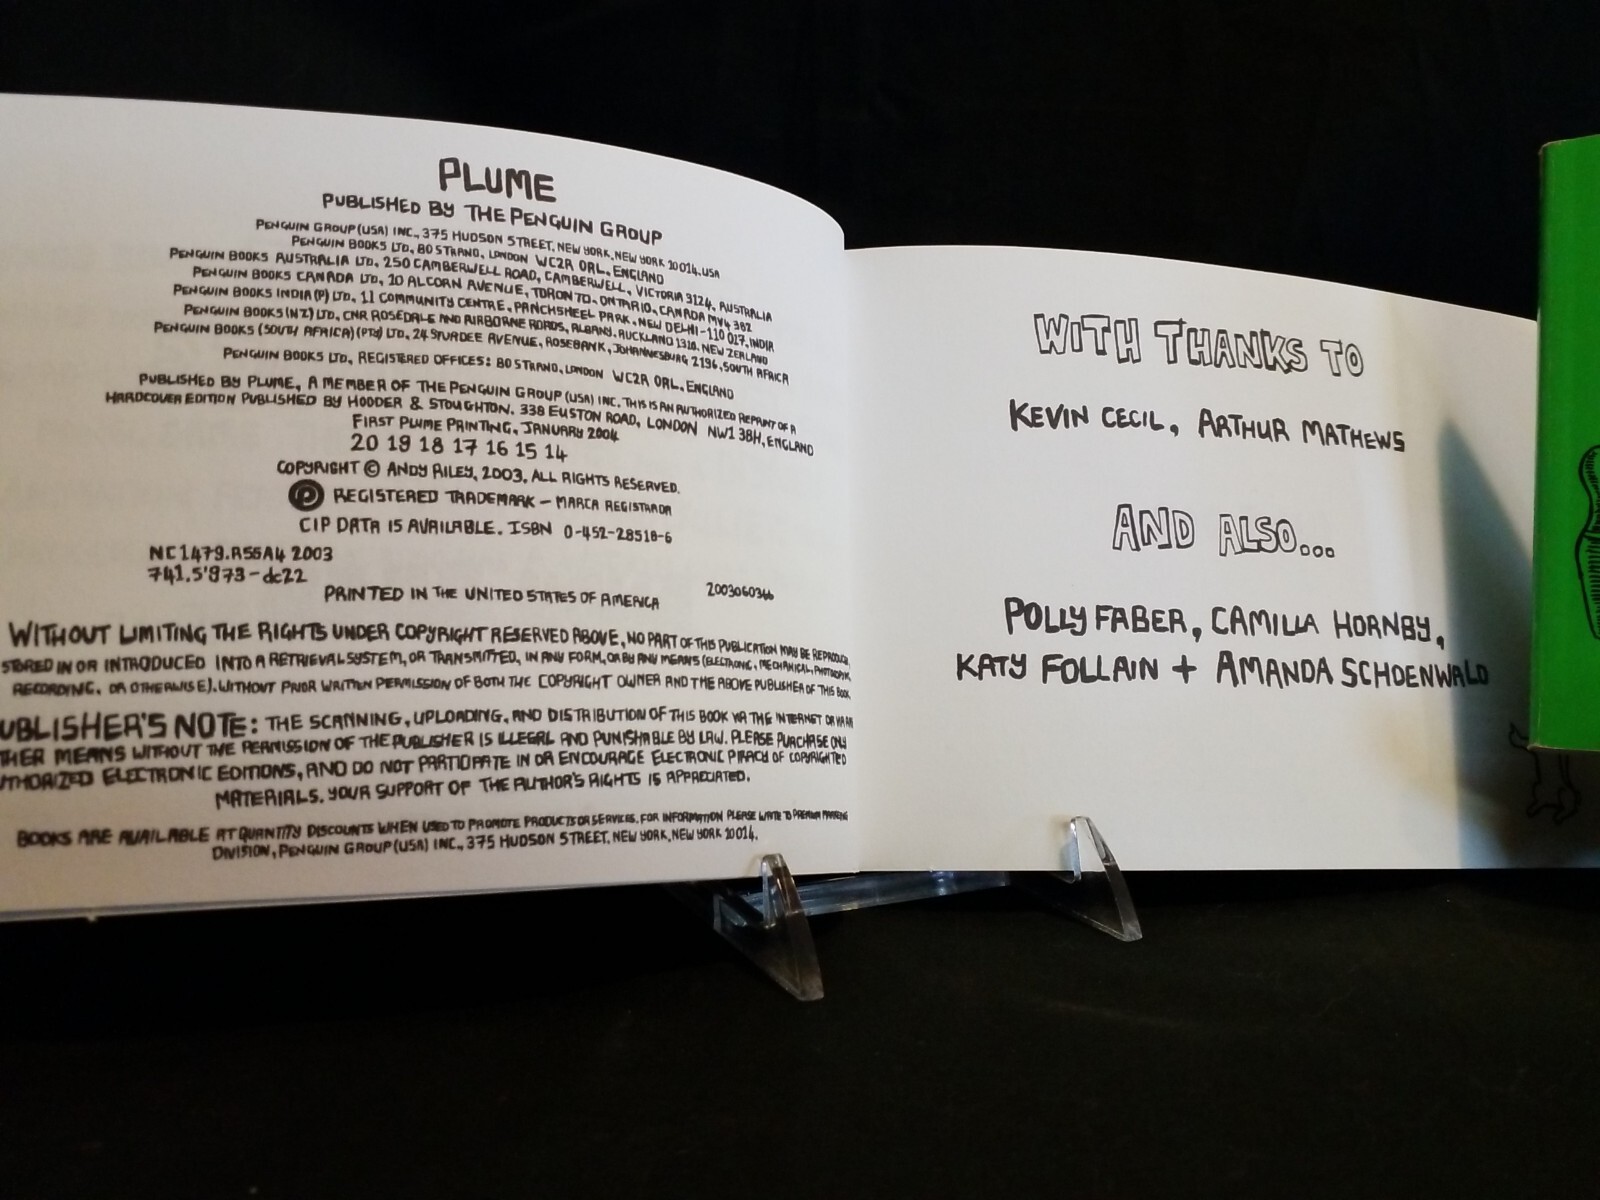 PLUME
PUBLISHED BY THE PENGUIN GROUP
PENGUIN GROUP (USA) INC., 375 HUDSON STREET, NEW YORK, NEW YORK 10014, USA
PENGUIN BOOKS LTD, 80 STRAND, LONDON WC2R ORL, ENGLAND
PENGUIN BOOKS AUSTRALIA LTD, 250 CAMBERWELL ROAD, CAMBERWELL, VICTORIA 3124, AUSTRALIA
PENGUIN BOOKS CANADA LTD, 10 ALCORN AVENUE, TORONTO, ONTARIO, CANADA M4V 3B2
PENGUIN BOOKS INDIA (P) LTD, 11 COMMUNITY CENTRE, PANCHSHEEL PARK, NEW DELHI-110 017, INDIA
PENGUIN BOOKS (NZ) LTD, CNR ROSEDALE AND AIRBORNE ROADS, ALBANY, AUCKLAND 1310, NEW ZEALAND
PENGUIN BOOKS (SOUTH AFRICA) (PTY) LTD, 24 STURDEE AVENUE, ROSEBANK, JOHANNESBURG 2196, SOUTH AFRICA
PENGUIN BOOKS LTD, REGISTERED OFFICES: 80 STRAND, LONDON WC2R ORL, ENGLAND
PUBLISHED BY PLUME, A MEMBER OF THE PENGUIN GROUP (USA) INC. THIS IS AN AUTHORIZED REPRINT OF A
HARDCOVER EDITION PUBLISHED BY HODDER & STOUGHTON. 338 EUSTON ROAD, LONDON NW1 3BH, ENGLAND
FIRST PLUME PRINTING, JANUARY 2004
20 19 18 17 16 15 14
COPYRIGHT © ANDY RILEY, 2003, ALL RIGHTS RESERVED.
P REGISTERED TRADEMARK — MARCA REGISTRADA
CIP DATA IS AVAILABLE. ISBN 0-452-28518-6
NC1479.R55A4 2003
741.5'973-dc22
2003060366
PRINTED IN THE UNITED STATES OF AMERICA
WITHOUT LIMITING THE RIGHTS UNDER COPYRIGHT RESERVED ABOVE, NO PART OF THIS PUBLICATION MAY BE REPRODUCED,
STORED IN OR INTRODUCED INTO A RETRIEVAL SYSTEM, OR TRANSMITTED, IN ANY FORM, OR BY ANY MEANS (ELECTRONIC, MECHANICAL,
RECORDING, OR OTHERWISE). WITHOUT PRIOR WRITTEN PERMISSION OF BOTH THE COPYRIGHT OWNER AND THE ABOVE PUBLISHER OF THIS BOOK
UBLISHER'S NOTE: THE SCANNING, UPLOADING, AND DISTRIBUTION OF THIS BOOK VIA THE INTERNET OR VIA
THER MEANS WITHOUT THE PERMISSION OF THE PUBLISHER IS ILLEGAL AND PUNISHABLE BY LAW. PLEASE PURCHASE ONLY
UTHORIZED ELECTRONIC EDITIONS, AND DO NOT PARTICIPATE IN OR ENCOURAGE ELECTRONIC PIRACY OF COPYRIGHTED
MATERIALS. YOUR SUPPORT OF THE AUTHOR'S RIGHTS IS APPRECIATED.
BOOKS ARE AVAILABLE AT QUANTITY DISCOUNTS WHEN USED TO PROMOTE PRODUCTS OR SERVICES. FOR INFORMATION PLEASE WRITE TO PREMIUM MARKETING
DIVISION, PENGUIN GROUP (USA) INC., 375 HUDSON STREET, NEW YORK, NEW YORK 10014.
WITH THANKS TO
KEVIN CECIL, ARTHUR MATHEWS
AND ALSO...
POLLY FABER, CAMILLA HORNBY,
KATY FOLLAIN + AMANDA SCHOENWALD